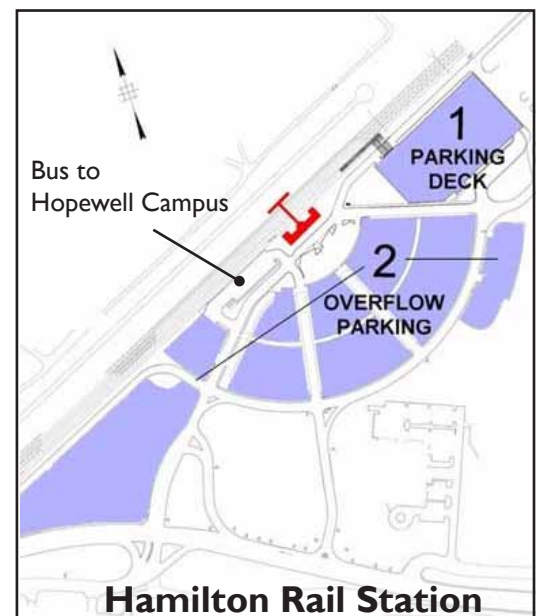 Bus to
Hopewell Campus
1
PARKING
DECK
2
OVERFLOW
PARKING
Hamilton Rail Station